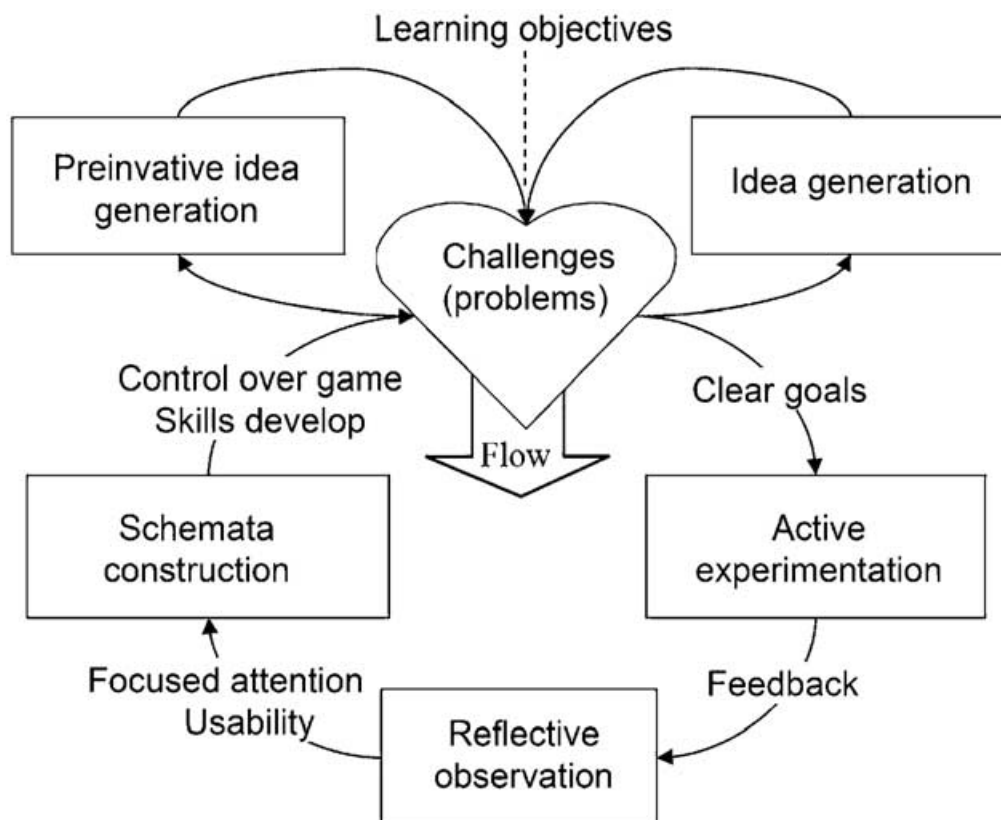 Learning objectives
Preinvative idea
generation
Idea generation
Challenges
(problems)
Control over game
Skills develop
Clear goals
Flow
Schemata
construction
Active
experimentation
Focused attention
Usability
Feedback
Reflective
observation